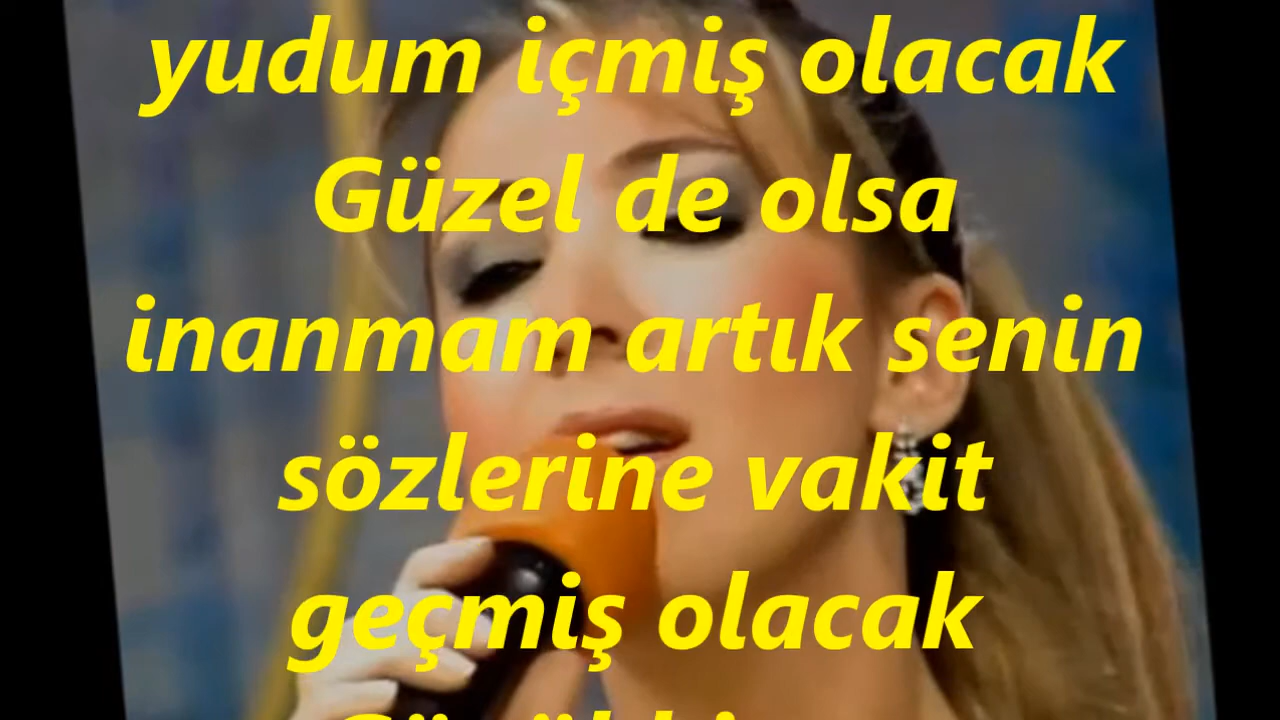 yudum içmiş olacak
Güzel de olsa
inanmam artık senin
sözlerine vakit
geçmiş olacak